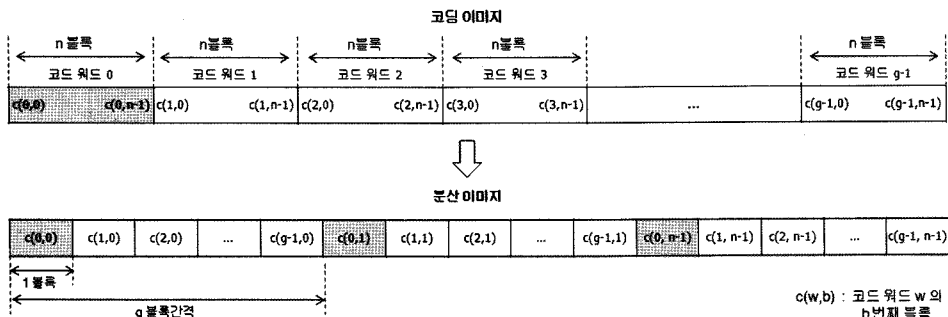 코딩 이미지
n 블록 n블록 n 블록 n블록 n 블록
코드 워드 0 코드 워드 1 코드 워드 2 코드 워드 3 코드 워드 g-1
c(0,0) c(0,n-1) c(1,0) c(1,n-1) c(2,0) c(2,n-1) c(3,0) c(3,n-1) ... c(g-1,0) c(g-1,n-1)
분산 이미지
c(0,0) c(1,0) c(2,0) ... c(g-1,0) c(0,1) c(1,1) c(2,1) ... c(g-1,1) c(0, n-1) c(1, n-1) c(2, n-1) ... c(g-1, n-1)
1 블록
g 블록간격
c(w,b) : 코드 워드 w 의
b번째 블록